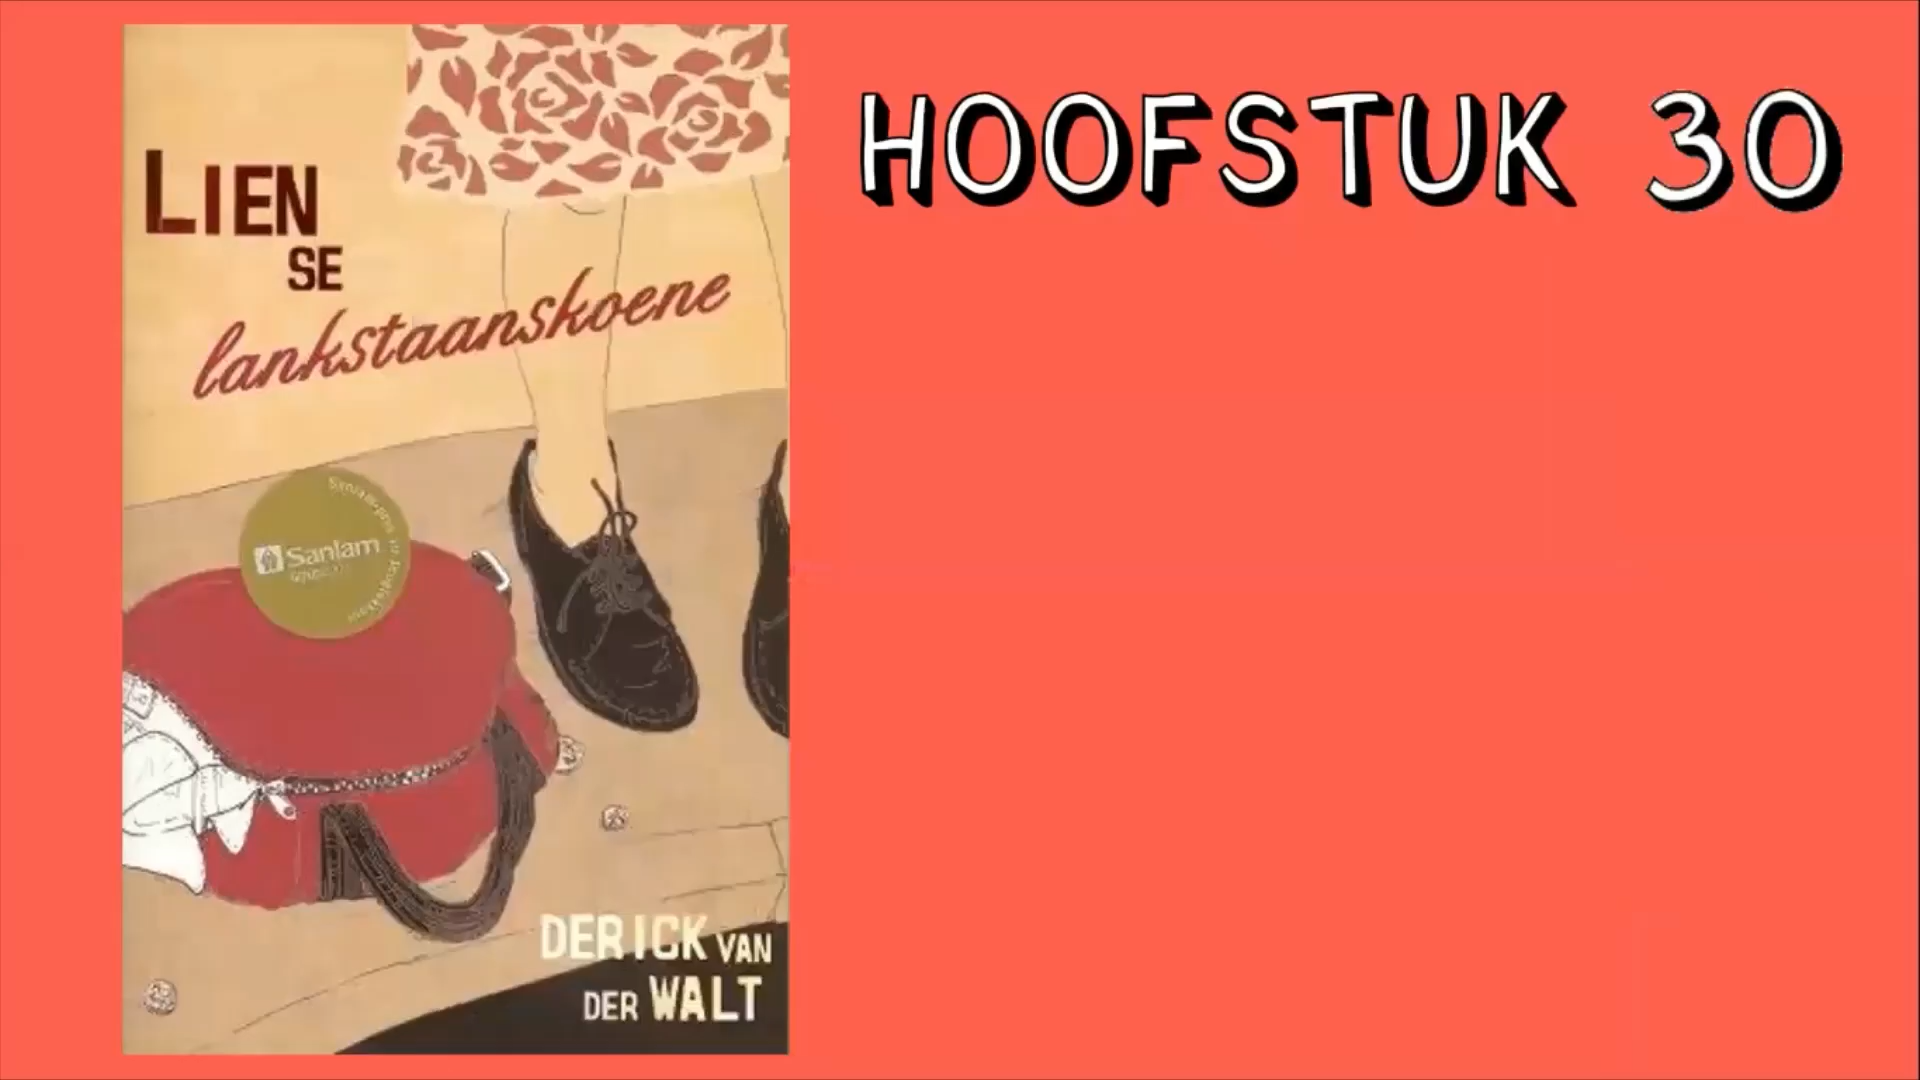 LIEN
SE
lankstaanskoene
Sanlam
DERICK VAN
DER WALT
HOOFSTUK 30